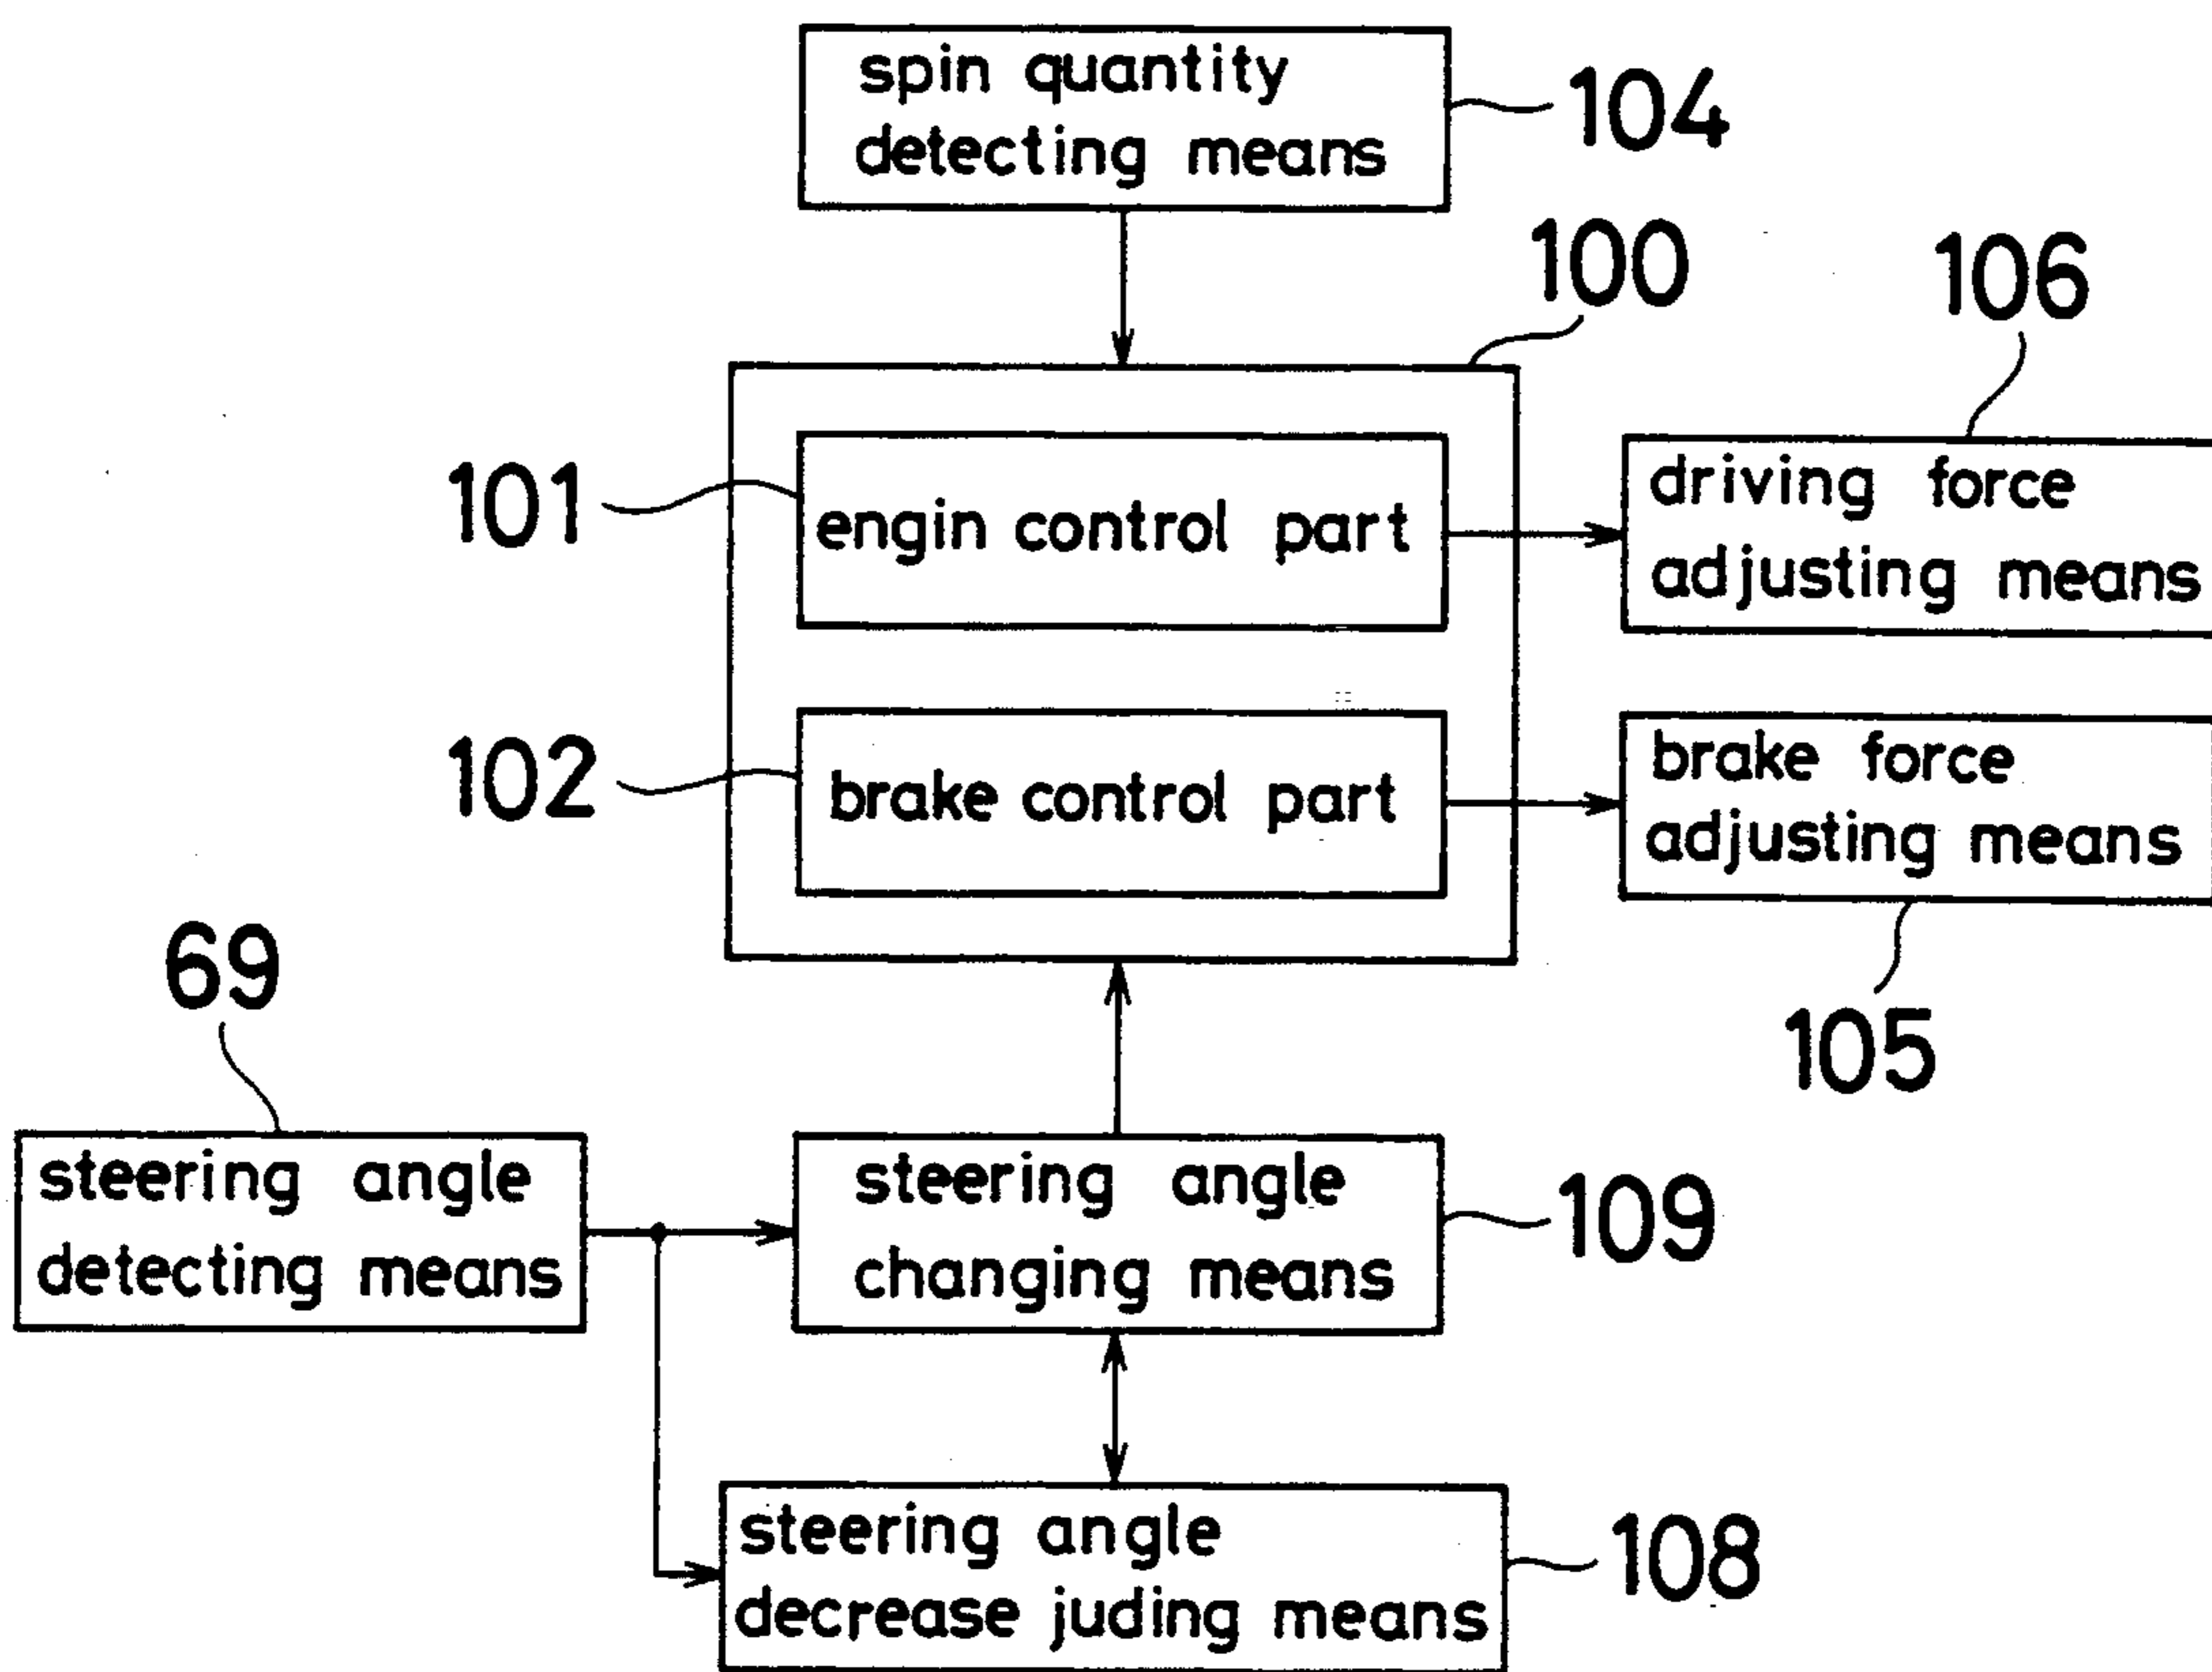 spin quantity
detecting means
104
100
106
101
engin control part
driving force
adjusting means
102
brake control part
brake force
adjusting means
69
105
steering angle
detecting means
steering angle
changing means
109
steering angle
decrease juding means
108